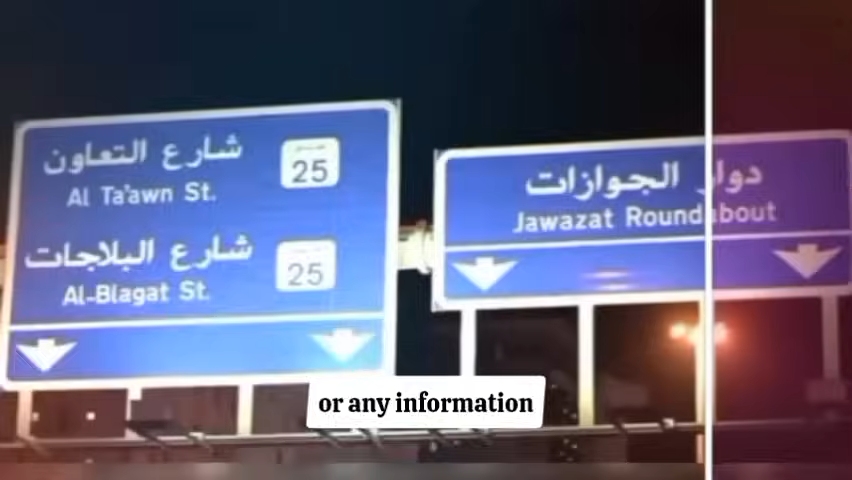 شارع التعاون
25
Al Ta'awn St.
شارع البلاجات
25
Al-Blagat St.
دوار الجوازات
Jawazat Roundabout
or any information